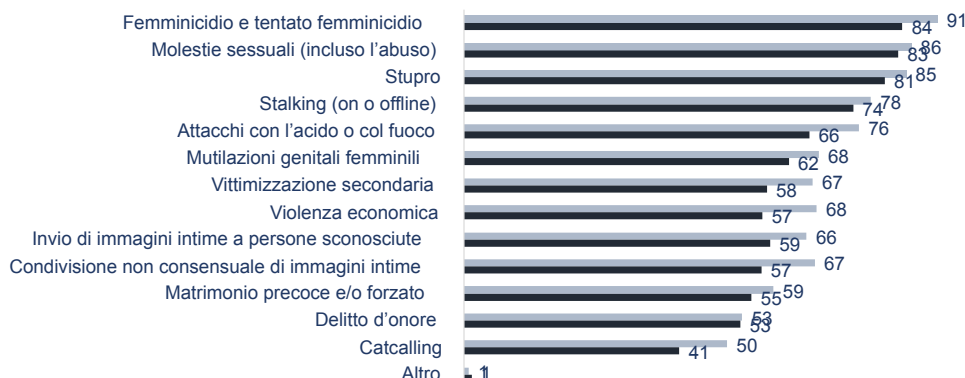 Femminicidio e tentato femminicidio 91 84
Molestie sessuali (incluso l’abuso) 86 83
Stupro 85 81
Stalking (on o offline) 78 74
Attacchi con l’acido o col fuoco 76 66
Mutilazioni genitali femminili 68 62
Vittimizzazione secondaria 67 58
Violenza economica 68 57
Invio di immagini intime a persone sconosciute 66 59
Condivisione non consensuale di immagini intime 67 57
Matrimonio precoce e/o forzato 59 55
Delitto d’onore 53 53
Catcalling 50 41
Altro 1 1